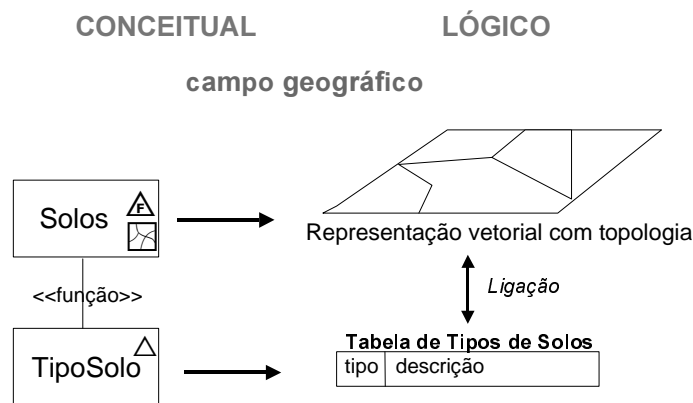 CONCEITUAL
LÓGICO
campo geográfico
Solos
F
Representação vetorial com topologia
<<função>>
Ligação
Tabela de Tipos de Solos
TipoSolo
tipo descrição